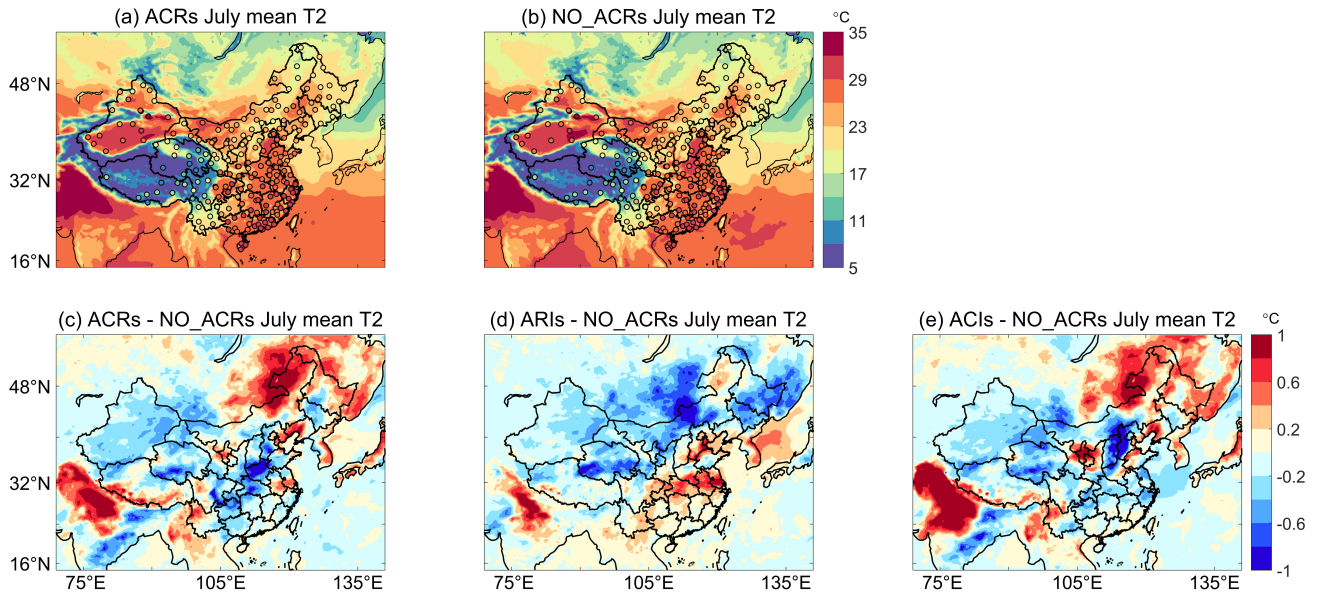 (a) ACRs July mean T2
(b) NO_ACRs July mean T2
°C
48°N
32°N
16°N
35
29
23
17
11
5
(c) ACRs - NO_ACRs July mean T2
(d) ARIs - NO_ACRs July mean T2
(e) ACIs - NO_ACRs July mean T2
°C
48°N
32°N
16°N
1
0.6
0.2
-0.2
-0.6
-1
75°E 105°E 135°E
75°E 105°E 135°E
75°E 105°E 135°E